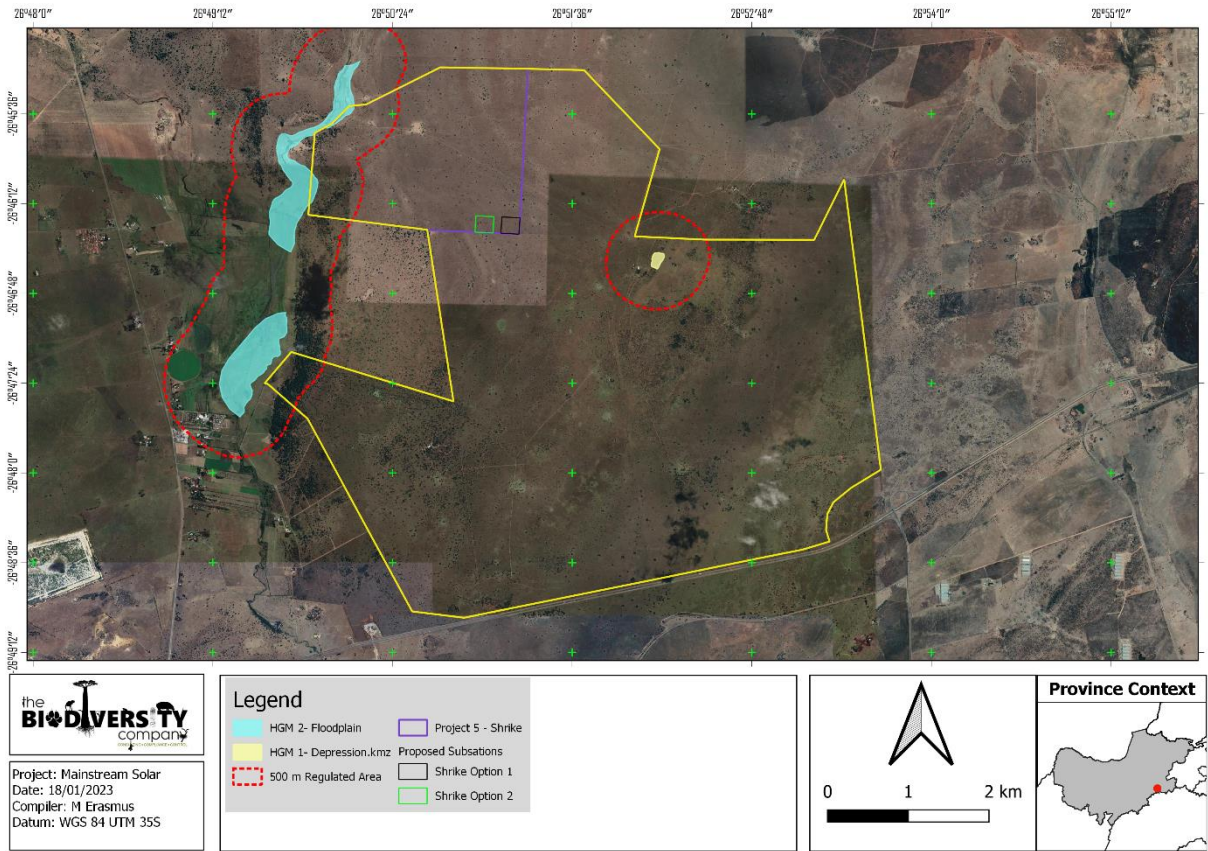 26°48′0″ 26°49′12″ 26°50′24″ 26°51′36″ 26°52′48″ 26°54′0″ 26°55′12″
-26°45′36″
-26°46′12″
-26°46′48″
-26°47′24″
-26°48′0″
-26°48′36″
-26°49′12″
the
BIODIVERSITY
company
Project: Mainstream Solar
Date: 18/01/2023
Compiler: M Erasmus
Datum: WGS 84 UTM 35S
Legend
HGM 2- Floodplain
HGM 1- Depression.kmz
500 m Regulated Area
Project 5 - Shrike
Proposed Subsations
Shrike Option 1
Shrike Option 2
0 1 2 km
Province Context